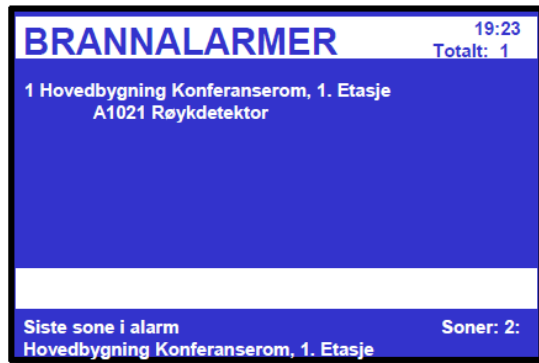 BRANNALARMER
19:23
Totalt: 1
1 Hovedbygning Konferanserom, 1. Etasje
A1021 Røykdetektor
Siste sone i alarm
Soner: 2:
Hovedbygning Konferanserom, 1. Etasje